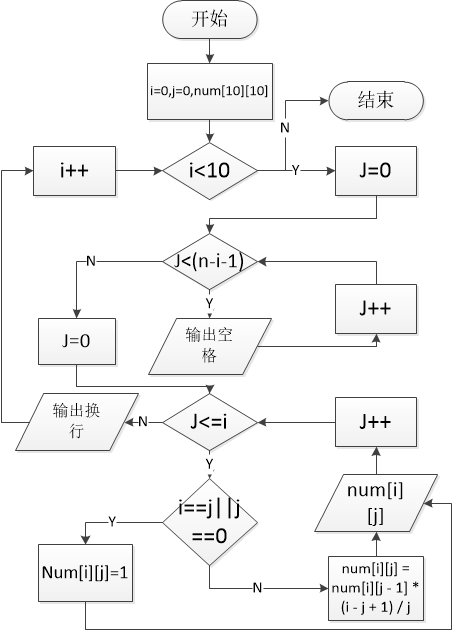 开始
i=0,j=0,num[10][10]
结束
N
i++
i<10
Y
J=0
J<(n-i-1)
N
Y
J++
J=0
输出空
格
输出换
行
N
J<=i
J++
Y
num[i]
[j]
i==j||j
==0
Y
Num[i][j]=1
N
num[i][j] =
num[i][j - 1] *
(i - j + 1) / j